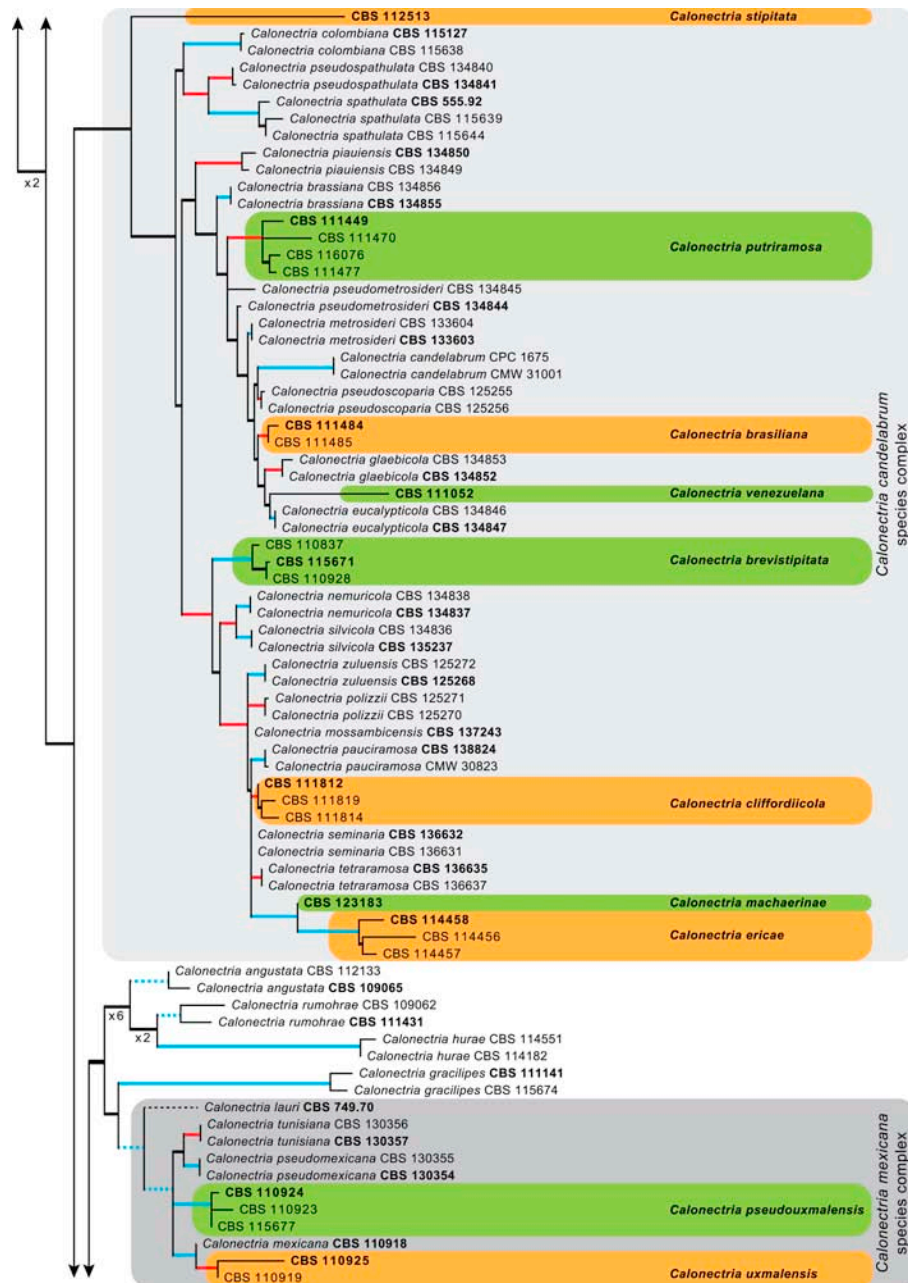 CBS 112513 Calonectria stipitata
Calonectria colombiana CBS 115127
Calonectria colombiana CBS 115638
Calonectria pseudospathulata CBS 134840
Calonectria pseudospathulata CBS 134841
Calonectria spathulata CBS 555.92
Calonectria spathulata CBS 115639
Calonectria spathulata CBS 115644
Calonectria piauiensis CBS 134850
x2
Calonectria piauiensis CBS 134849
Calonectria brassiana CBS 134856
Calonectria brassiana CBS 134855
CBS 111449
CBS 111470
Calonectria putriramosa
CBS 116076
CBS 111477
Calonectria pseudometrosideri CBS 134845
Calonectria pseudometrosideri CBS 134844
Calonectria metrosideri CBS 133604
Calonectria metrosideri CBS 133603
Calonectria candelabrum CPC 1675
Calonectria candelabrum CMW 31001
Calonectria pseudoscoparia CBS 125255
Calonectria pseudoscoparia CBS 125256
CBS 111484
Calonectria brasiliana
CBS 111485
Calonectria glaebicola CBS 134853
Calonectria glaebicola CBS 134852
CBS 111052 Calonectria venezuelana
Calonectria eucalypticola CBS 134846
Calonectria eucalypticola CBS 134847
CBS 110837
CBS 115671 Calonectria brevistipitata
CBS 110928
Calonectria nemuricola CBS 134838
Calonectria nemuricola CBS 134837
Calonectria silvicola CBS 134836
Calonectria silvicola CBS 135237
Calonectria zuluensis CBS 125272
Calonectria zuluensis CBS 125268
Calonectria polizzii CBS 125271
Calonectria polizzii CBS 125270
Calonectria mossambicensis CBS 137243
Calonectria pauciramosa CBS 138824
Calonectria pauciramosa CMW 30823
CBS 111812
CBS 111819 Calonectria cliffordiicola
CBS 111814
Calonectria seminaria CBS 136632
Calonectria seminaria CBS 136631
Calonectria tetraramosa CBS 136635
Calonectria tetraramosa CBS 136637
CBS 123183 Calonectria machaerinae
CBS 114458
CBS 114456 Calonectria ericae
CBS 114457
Calonectria candelabrum
species complex
Calonectria angustata CBS 112133
Calonectria angustata CBS 109065
Calonectria rumohrae CBS 109062
x6
Calonectria rumohrae CBS 111431
x2
Calonectria hurae CBS 114551
Calonectria hurae CBS 114182
Calonectria gracilipes CBS 111141
Calonectria gracilipes CBS 115674
Calonectria lauri CBS 749.70
Calonectria tunisiana CBS 130356
Calonectria tunisiana CBS 130357
Calonectria pseudomexicana CBS 130355
Calonectria pseudomexicana CBS 130354
CBS 110924
CBS 110923 Calonectria pseudouxmalensis
CBS 115677
Calonectria mexicana CBS 110918
CBS 110925
Calonectria uxmalensis
CBS 110919
Calonectria mexicana
species complex